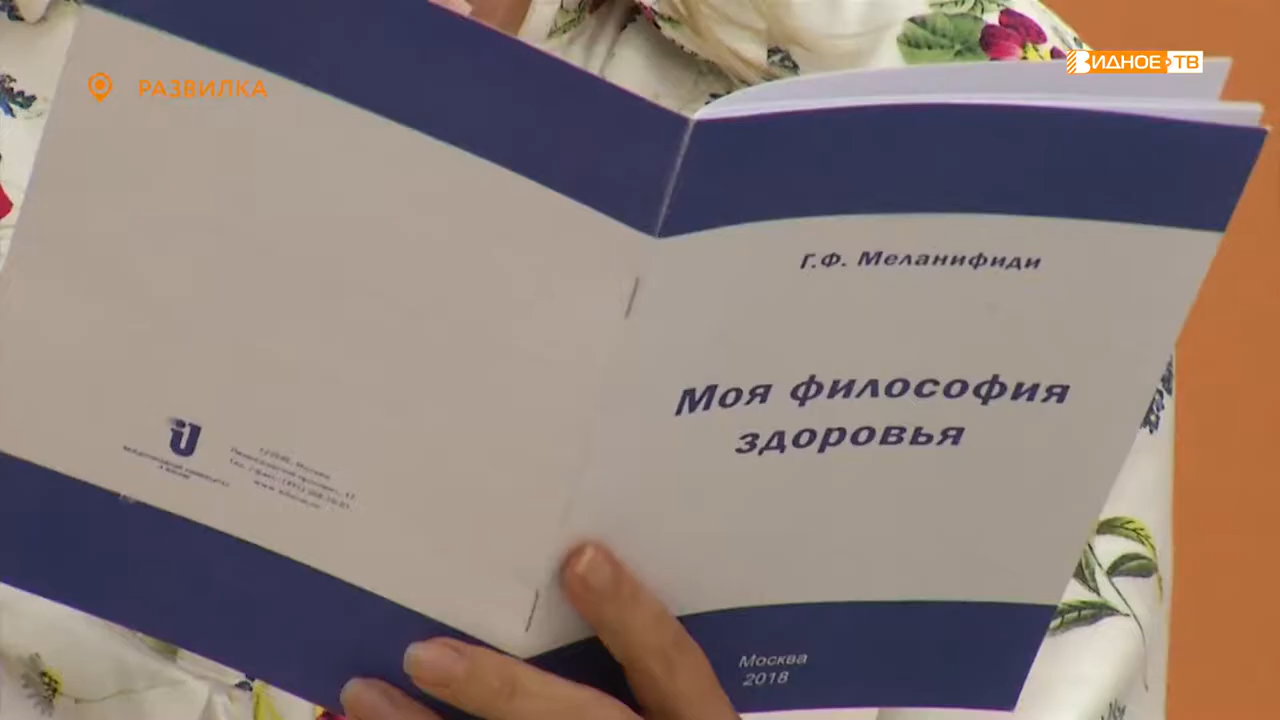 РАЗВИЛКА
ВИДНОЕ-ТВ
Г.Ф. Меланифиди
Моя философия
здоровья
Москва
2018